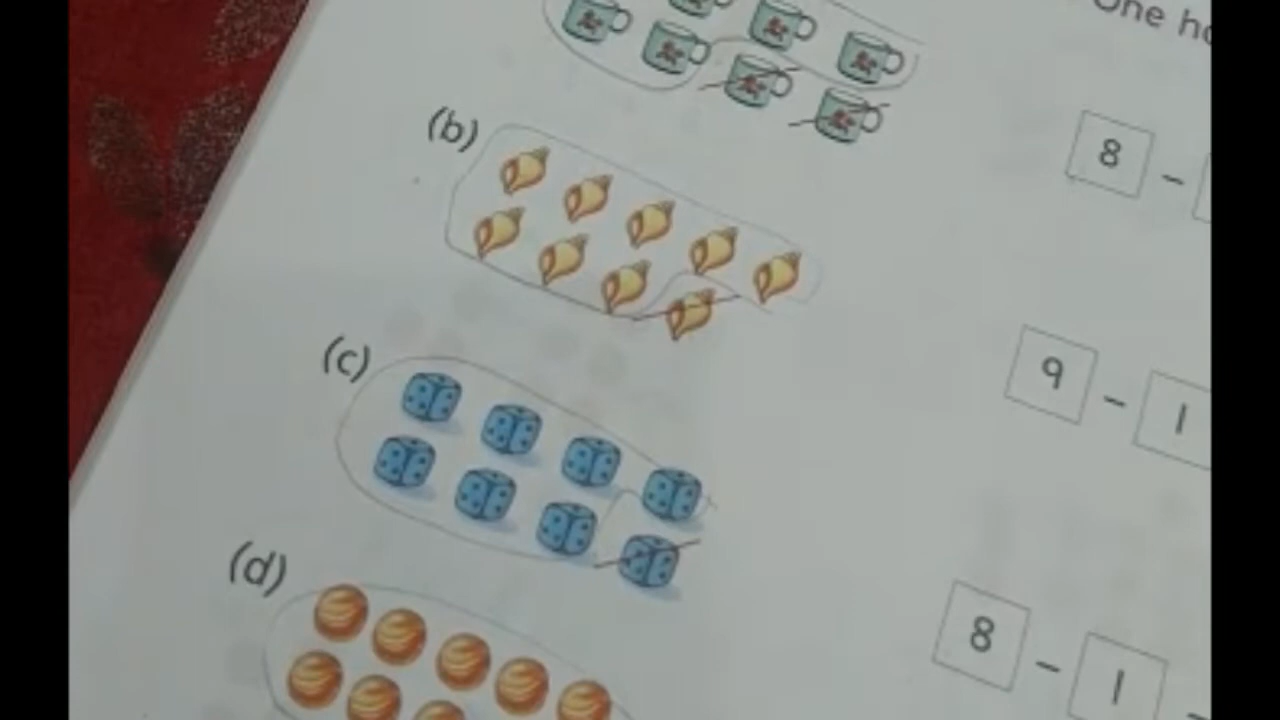 One
8 –
(b)
9 – 1
(c)
8 – 1 –
(d)